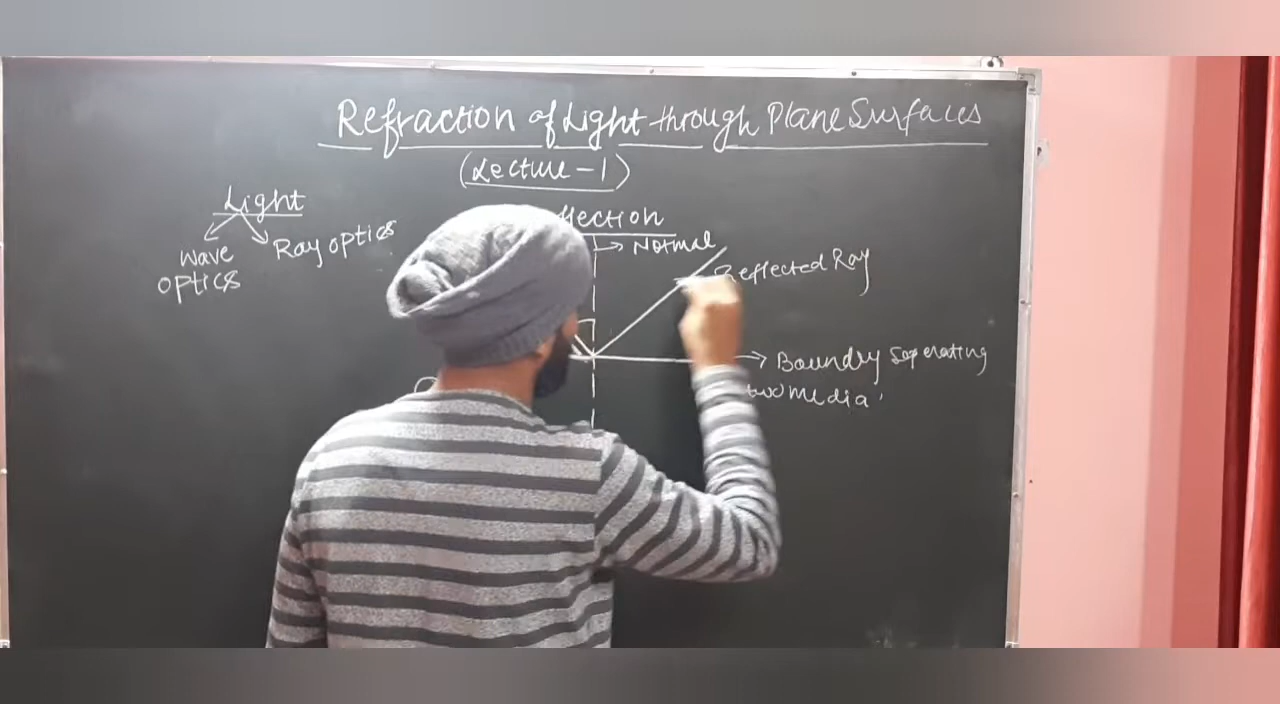 Refraction of Light through Plane Surfaces
(Lecture-1)
Light
Wave
optics
Ray optics
flection
Normal
Reflected Ray
Boundry Seperating
two media